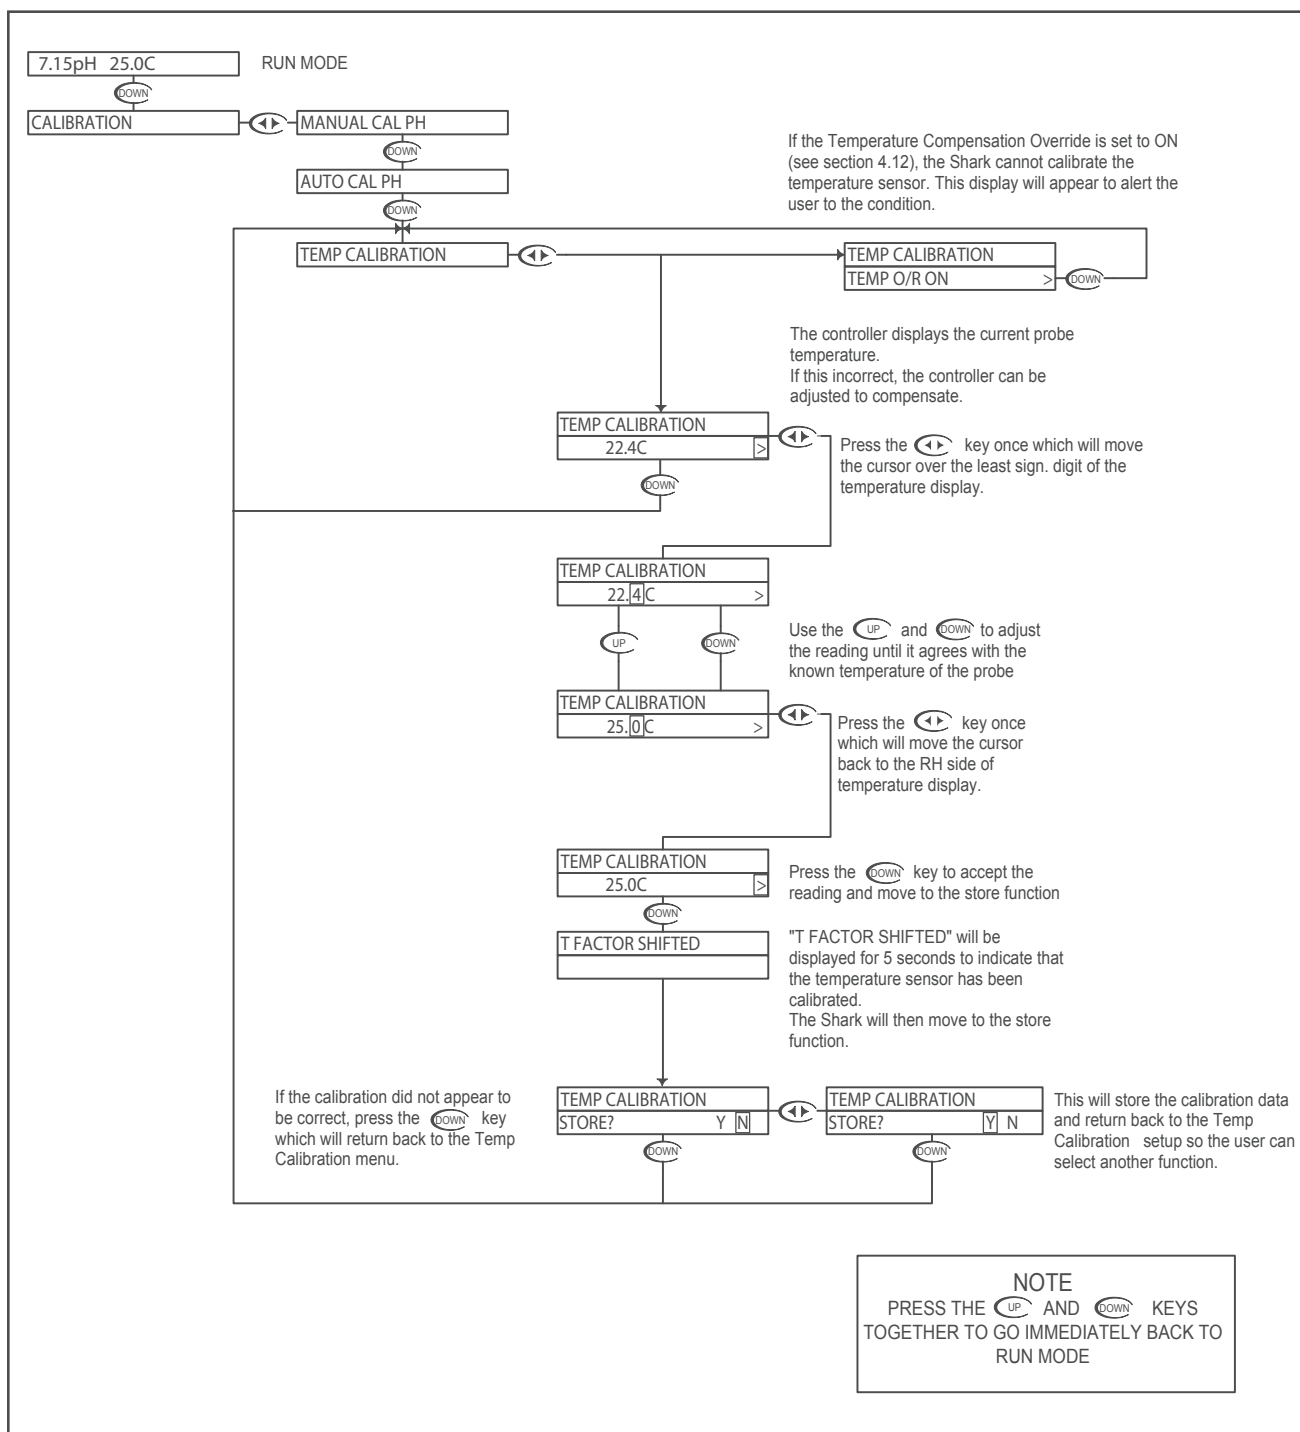 7.15pH 25.0C
RUN MODE
DOWN
CALIBRATION
MANUAL CAL PH
DOWN
AUTO CAL PH
DOWN
If the Temperature Compensation Override is set to ON
(see section 4.12), the Shark cannot calibrate the
temperature sensor. This display will appear to alert the
user to the condition.
TEMP CALIBRATION
TEMP CALIBRATION
TEMP O/R ON >
DOWN
The controller displays the current probe
temperature.
If this incorrect, the controller can be
adjusted to compensate.
TEMP CALIBRATION
22.4C >
DOWN
Press the key once which will move
the cursor over the least sign. digit of the
temperature display.
TEMP CALIBRATION
22.4C >
UP
DOWN
Use the UP and DOWN to adjust
the reading until it agrees with the
known temperature of the probe
TEMP CALIBRATION
25.0C >
Press the key once
which will move the cursor
back to the RH side of
temperature display.
TEMP CALIBRATION
25.0C >
DOWN
Press the DOWN key to accept the
reading and move to the store function
T FACTOR SHIFTED
"T FACTOR SHIFTED" will be
displayed for 5 seconds to indicate that
the temperature sensor has been
calibrated.
The Shark will then move to the store
function.
If the calibration did not appear to
be correct, press the DOWN key
which will return back to the Temp
Calibration menu.
TEMP CALIBRATION
STORE? Y N
DOWN
TEMP CALIBRATION
STORE? Y N
DOWN
This will store the calibration data
and return back to the Temp
Calibration setup so the user can
select another function.
NOTE
PRESS THE UP AND DOWN KEYS
TOGETHER TO GO IMMEDIATELY BACK TO
RUN MODE